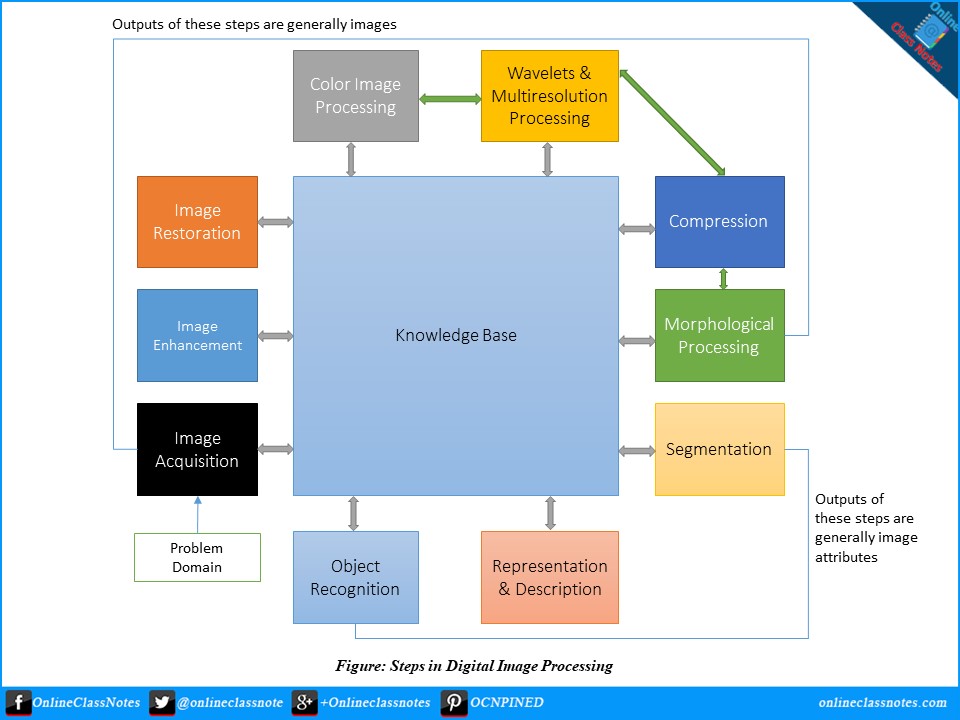 Outputs of these steps are generally images
Online
Class Notes
Color Image
Processing
Wavelets &
Multiresolution
Processing
Image
Restoration
Compression
Image
Enhancement
Knowledge Base
Morphological
Processing
Image
Acquisition
Segmentation
Outputs of
these steps are
generally image
attributes
Problem
Domain
Object
Recognition
Representation
& Description
Figure: Steps in Digital Image Processing
f OnlineClassNotes @onlineclassnote g+ +Onlineclassnotes OCNPINED onlineclassnotes.com